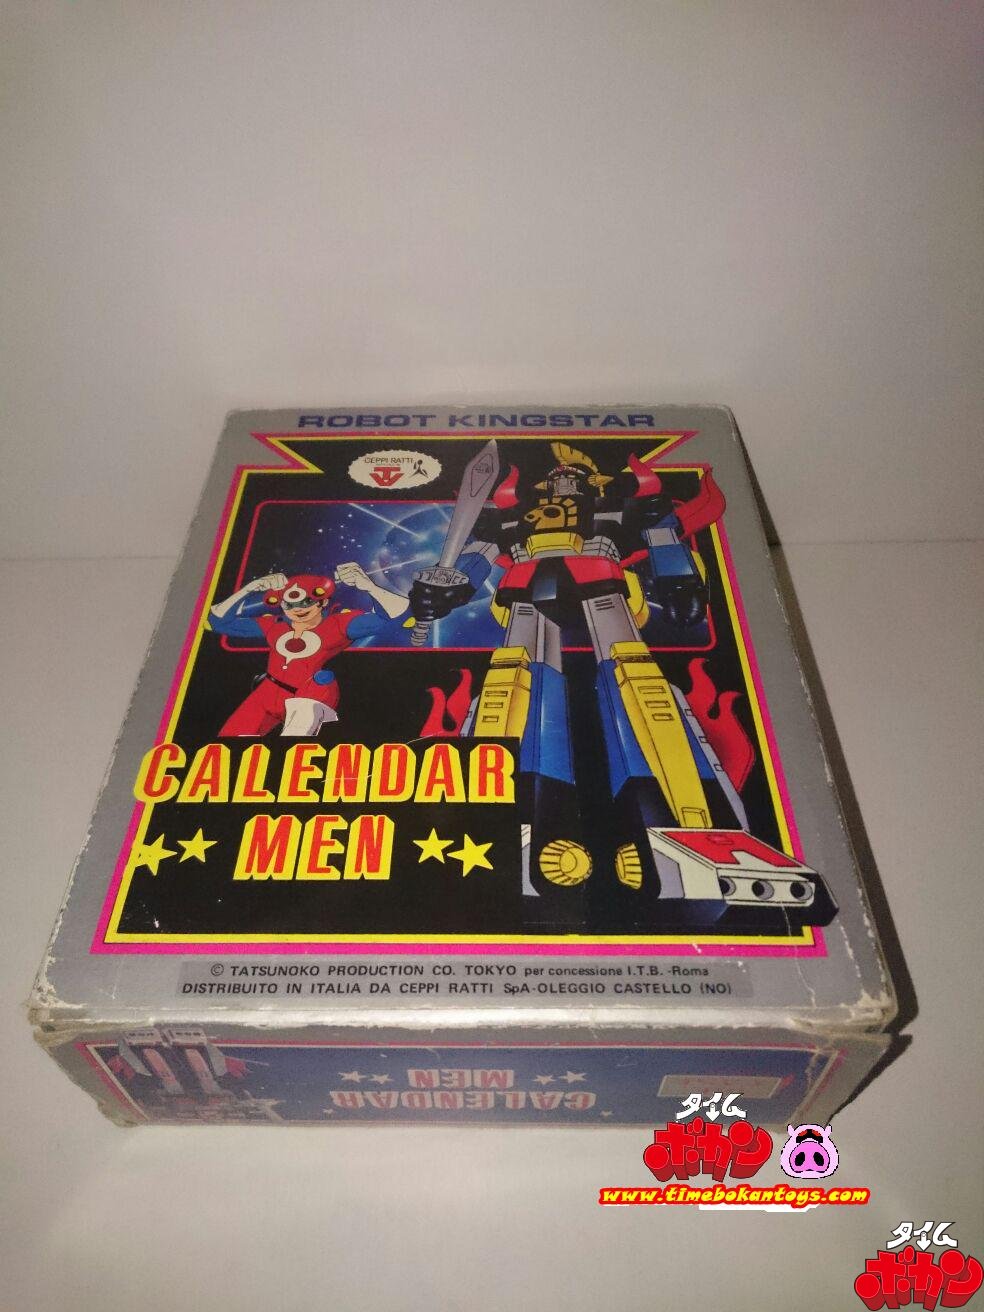 ROBOT KINGSTAR
CEPPI RATTI
TV
CALENDAR
MEN
© TATSUNOKO PRODUCTION CO. TOKYO per concessione I.T.B. -Roma
DISTRIBUITO IN ITALIA DA CEPPI RATTI SpA-OLEGGIO CASTELLO (NO)
MEN
CALENDAR
タイム
ボカン
www.timebokantoys.com
タイム
ボカン